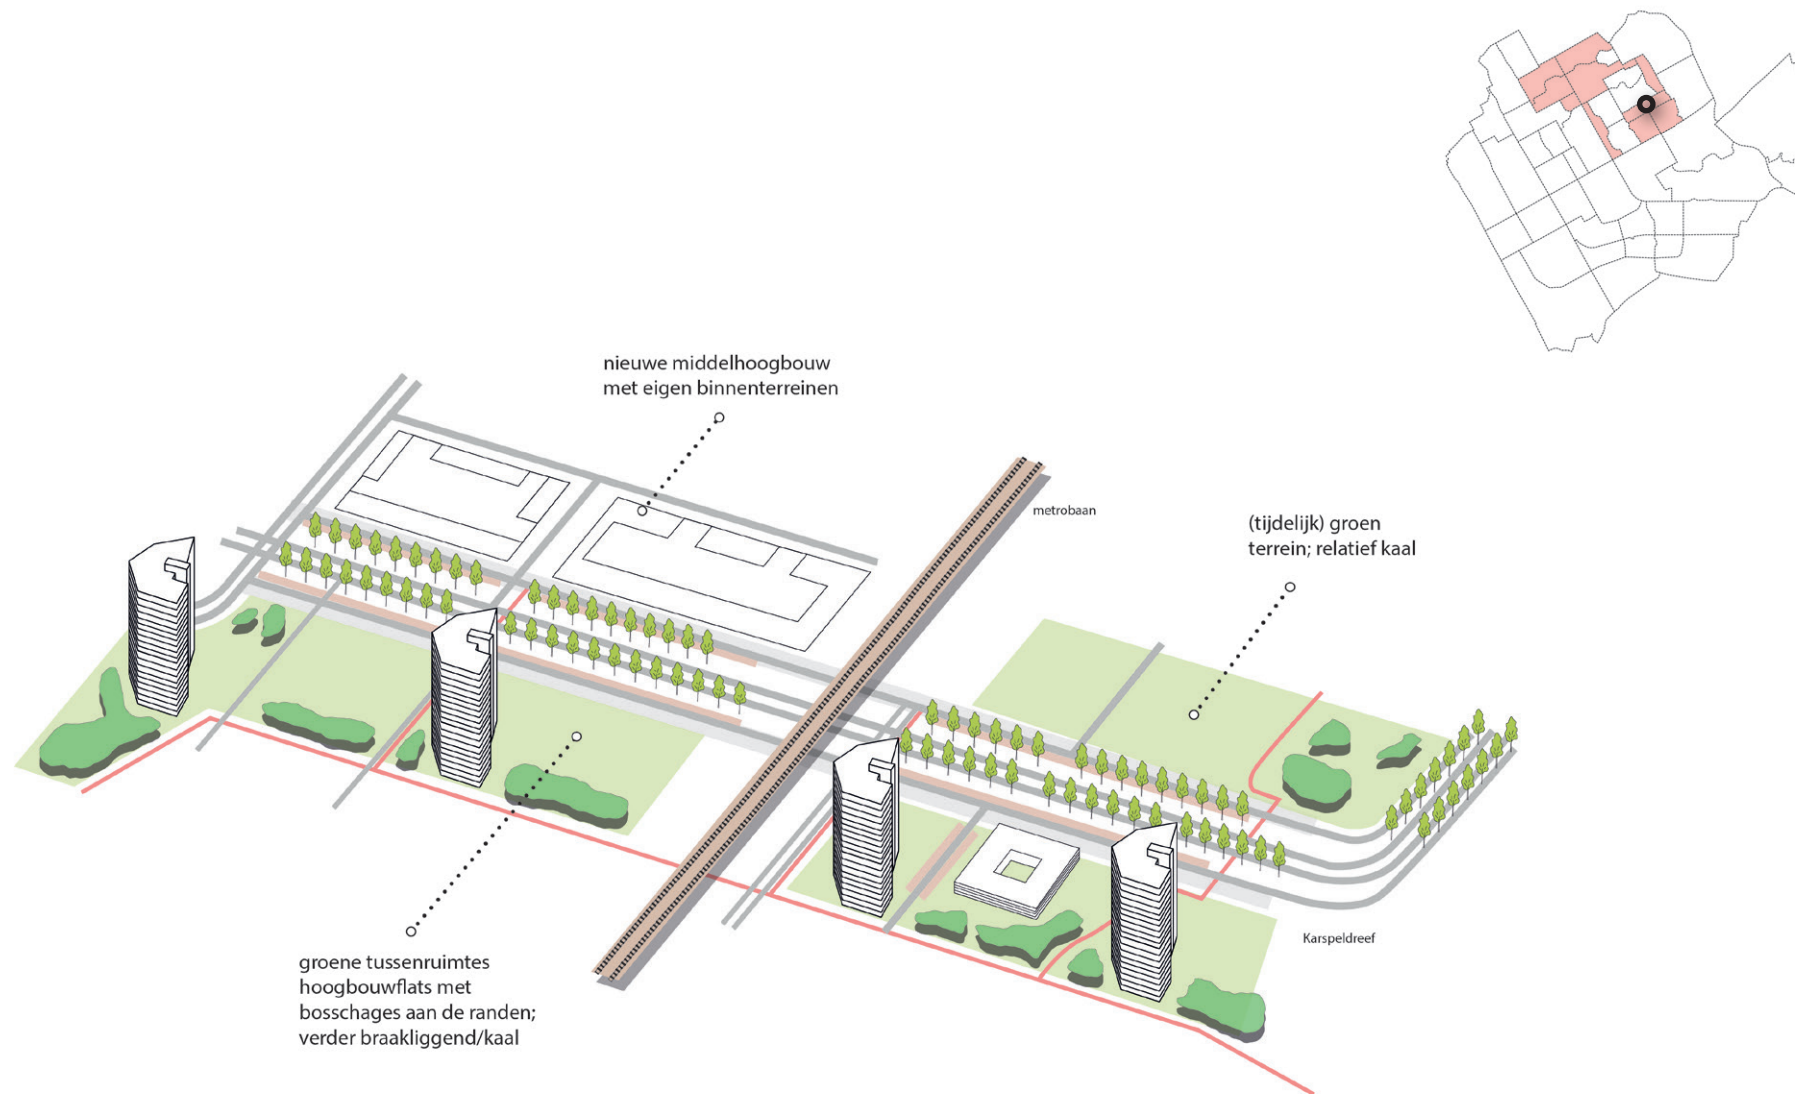 nieuwe middelhoogbouw
met eigen binnenterreinen
metrobaan
(tijdelijk) groen
terrein; relatief kaal
Karspeldreef
groene tussenruimtes
hoogbouwflats met
bosschages aan de randen;
verder braakliggend/kaal